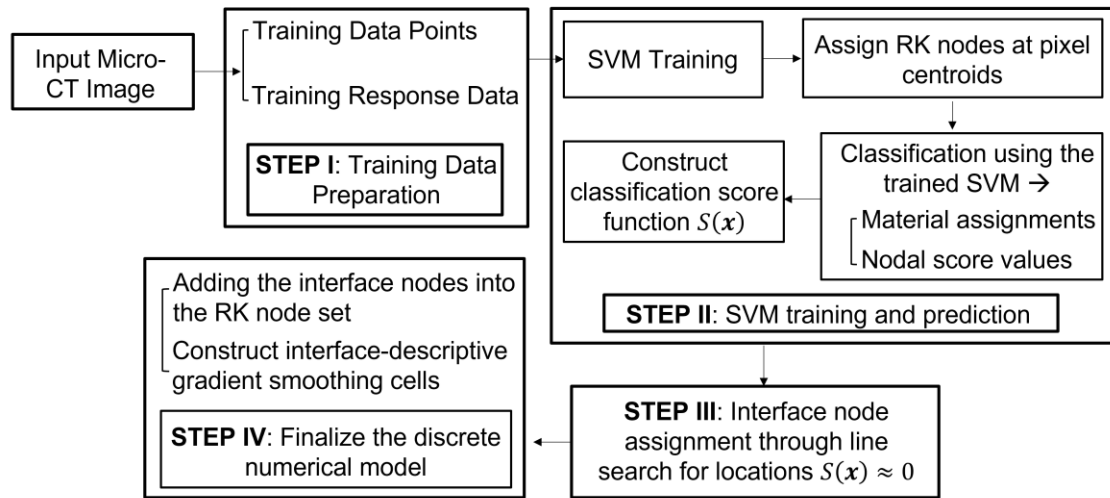 Input Micro-
CT Image
Training Data Points
Training Response Data
STEP I: Training Data
Preparation
SVM Training
Assign RK nodes at pixel
centroids
Classification using the
trained SVM →
Material assignments
Nodal score values
Construct
classification score
function S(x)
STEP II: SVM training and prediction
STEP III: Interface node
assignment through line
search for locations S(x) ≈ 0
Adding the interface nodes into
the RK node set
Construct interface-descriptive
gradient smoothing cells
STEP IV: Finalize the discrete
numerical model